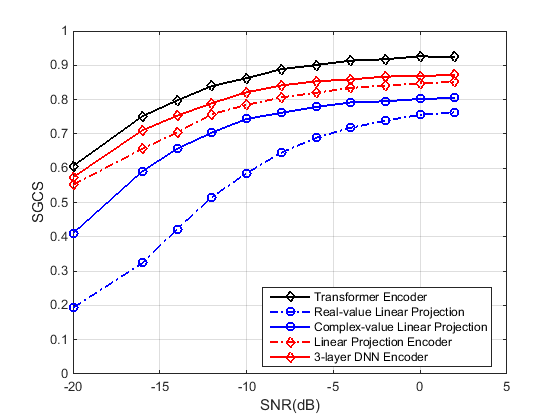 1
0.9
0.8
0.7
0.6
0.5
0.4
0.3
0.2
0.1
0
SGCS
-20
-15
-10
-5
0
5
SNR(dB)
Transformer Encoder
Real-value Linear Projection
Complex-value Linear Projection
Linear Projection Encoder
3-layer DNN Encoder